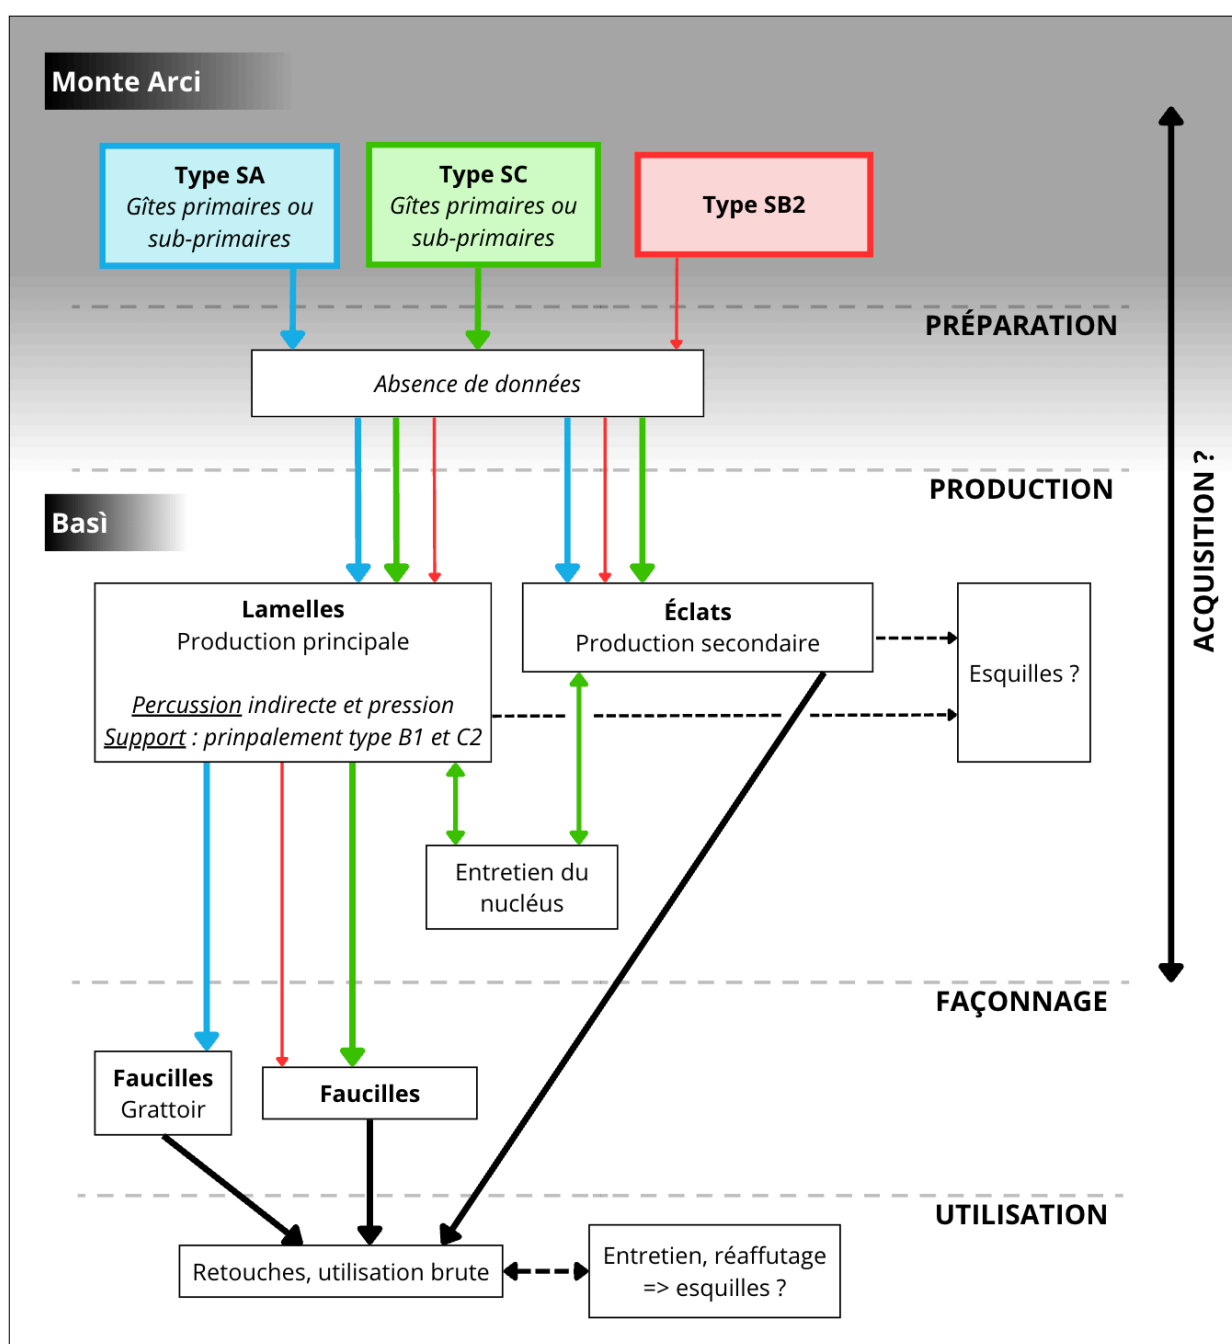 Monte Arci
Type SA
Gîtes primaires ou
sub-primaires
Type SC
Gîtes primaires ou
sub-primaires
Type SB2
PRÉPARATION
Absence de données
PRODUCTION
ACQUISITION ?
Basì
Lamelles
Production principale
Percussion indirecte et pression
Support : prinpalement type B1 et C2
Éclats
Production secondaire
Esquilles ?
Entretien du
nucléus
FAÇONNAGE
Faucilles
Grattoir
Faucilles
UTILISATION
Retouches, utilisation brute
Entretien, réaffutage
=> esquilles ?